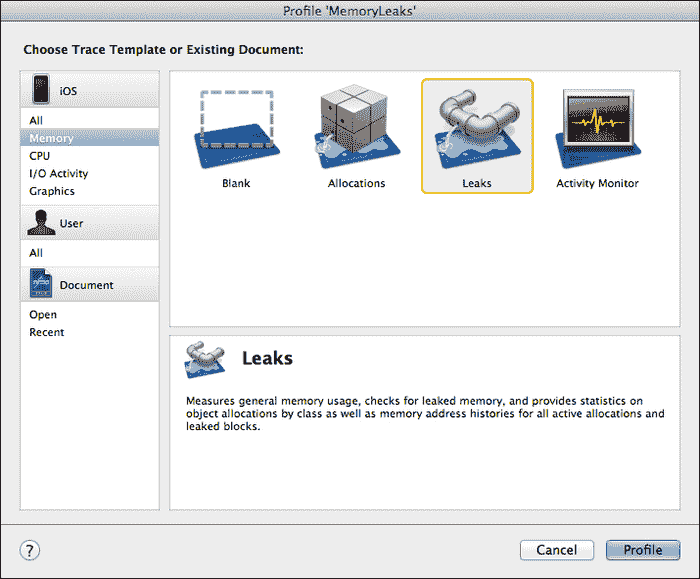 Profile 'MemoryLeaks'
Choose Trace Template or Existing Document:
iOS
All
Memory
CPU
I/O Activity
Graphics
User
All
Document
Open
Recent
Blank
Allocations
Leaks
Activity Monitor
Leaks
Measures general memory usage, checks for leaked memory, and provides statistics on
object allocations by class as well as memory address histories for all active allocations and
leaked blocks.
?
Cancel
Profile